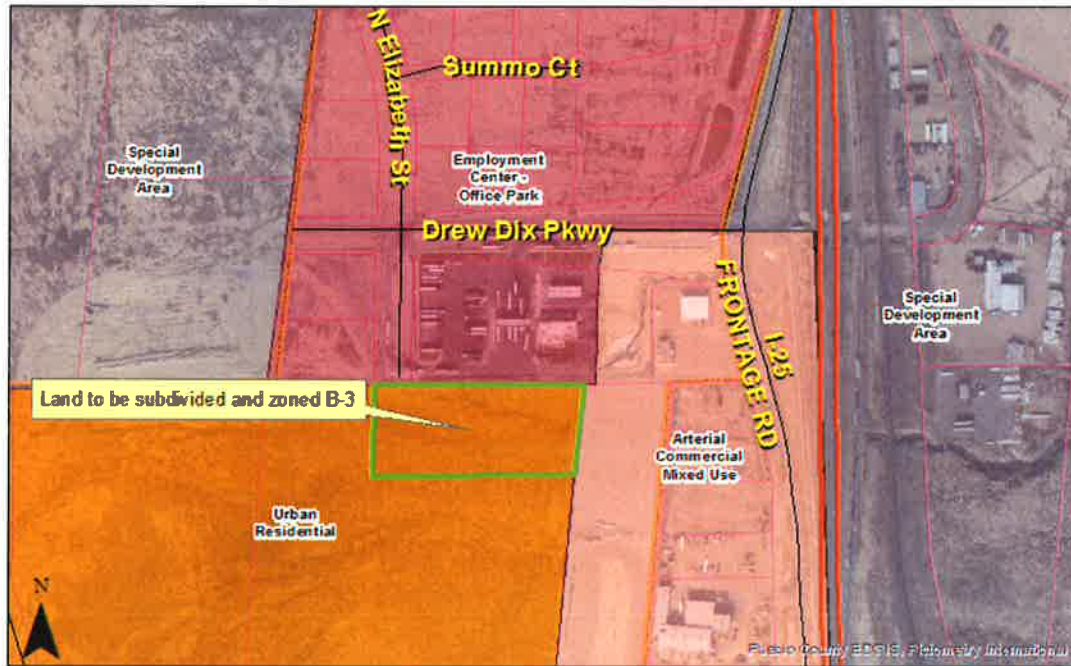 N Elizabeth St
Summo Ct
Special
Development
Area
Employment
Center -
Office Park
Drew Dix Pkwy
FRONTAGE RD
I-25
Special
Development
Area
Land to be subdivided and zoned B-3
Arterial
Commercial
Mixed Use
Urban
Residential
N
Pueblo County EDGIS, Pictometry International